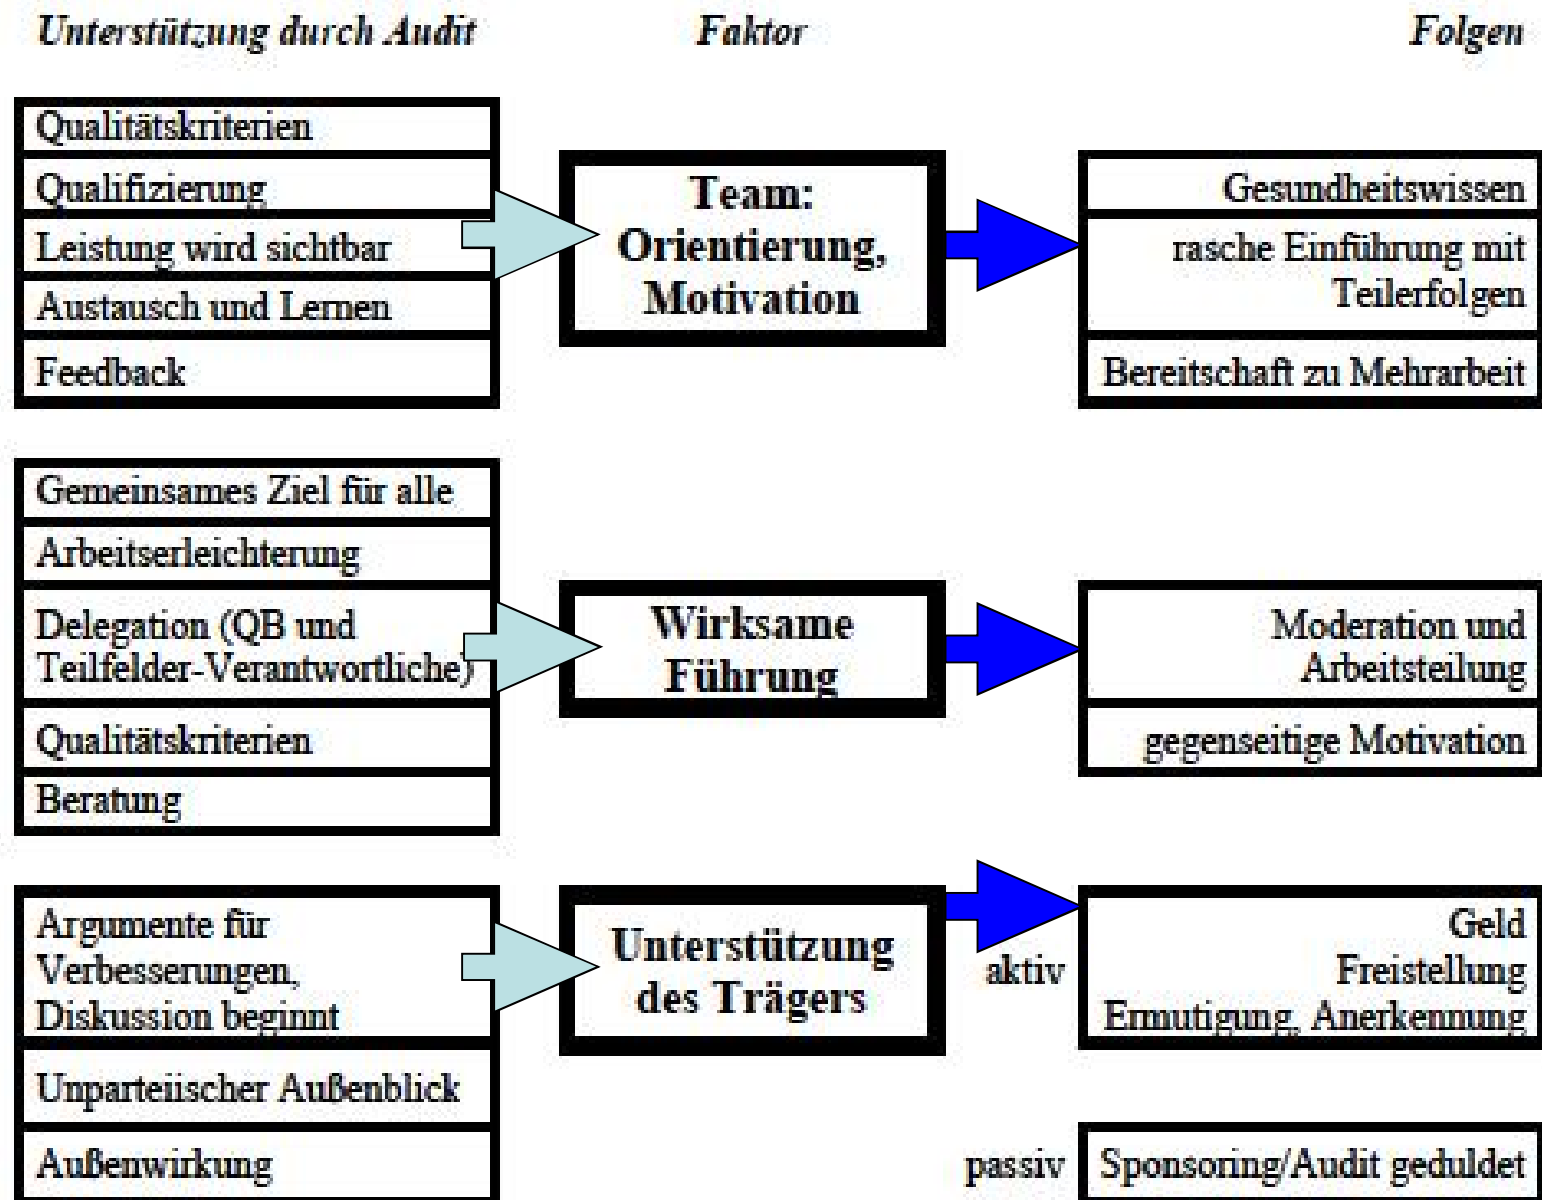 Unterstützung durch Audit
Faktor
Folgen
Qualitätskriterien
Qualifizierung
Leistung wird sichtbar
Austausch und Lernen
Feedback
Team:
Orientierung,
Motivation
Gesundheitswissen
rasche Einführung mit
Teilerfolgen
Bereitschaft zu Mehrarbeit
Gemeinsames Ziel für alle
Arbeitserleichterung
Delegation (QB und
Teilfelder-Verantwortliche)
Qualitätskriterien
Beratung
Wirksame
Führung
Moderation und
Arbeitsteilung
gegenseitige Motivation
Argumente für
Verbesserungen,
Diskussion beginnt
Unparteiischer Außenblick
Außenwirkung
Unterstützung
des Trägers
aktiv
Geld
Freistellung
Ermutigung, Anerkennung
passiv
Sponsoring/Audit geduldet